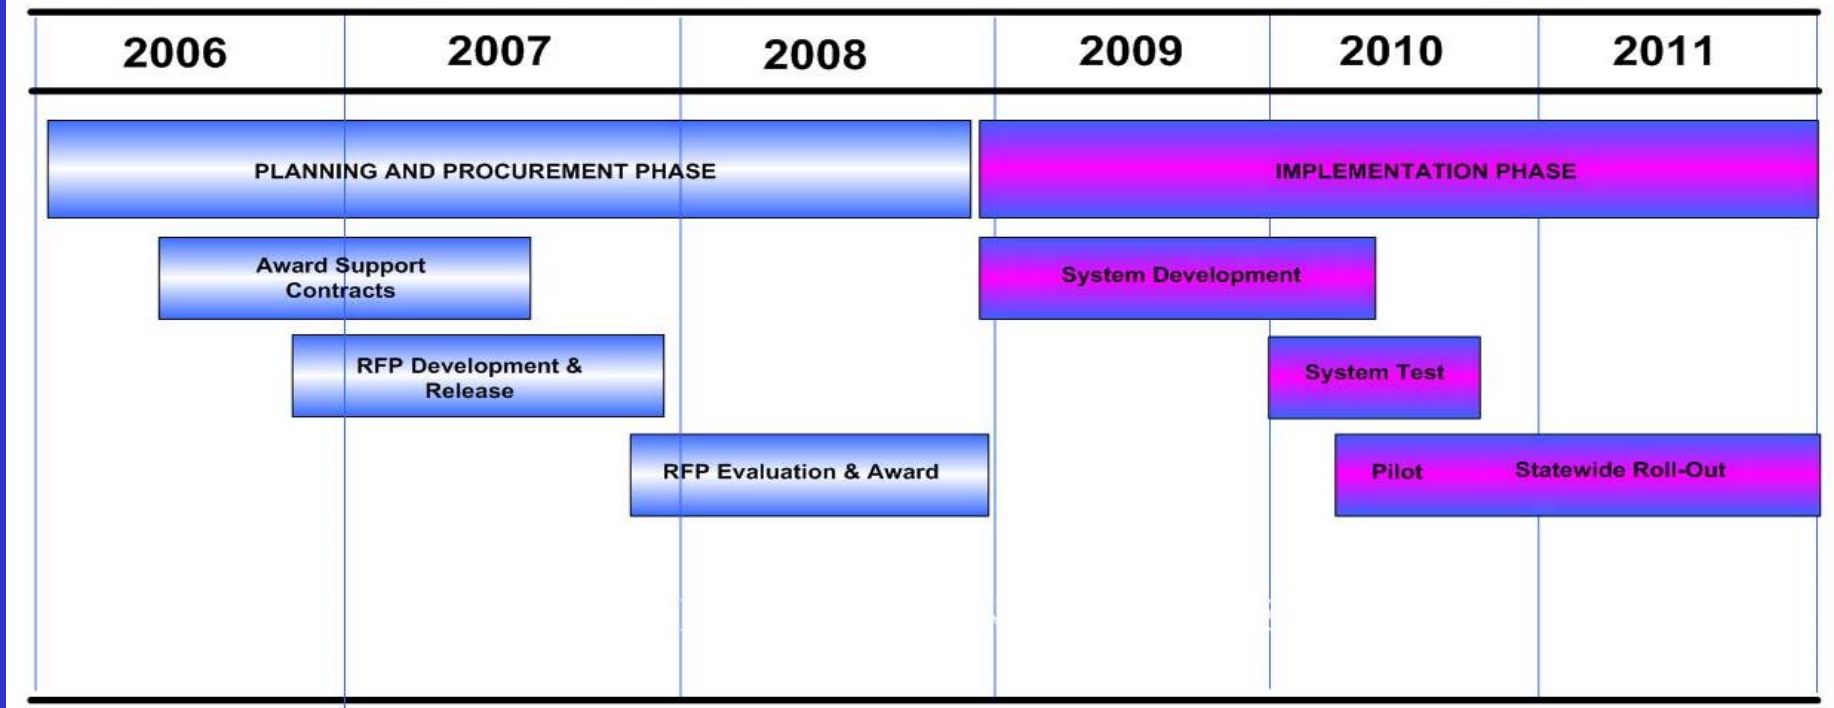 2006 2007 2008 2009 2010 2011
PLANNING AND PROCUREMENT PHASE
IMPLEMENTATION PHASE
Award Support
Contracts
System Development
RFP Development &
Release
System Test
RFP Evaluation & Award
Pilot
Statewide Roll-Out